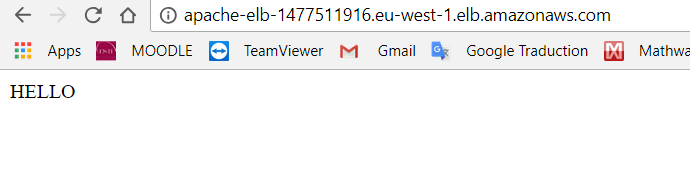 apache-elb-1477511916.eu-west-1.elb.amazonaws.com
Apps MOODLE TeamViewer Gmail Google Traduction Mathwa
HELLO